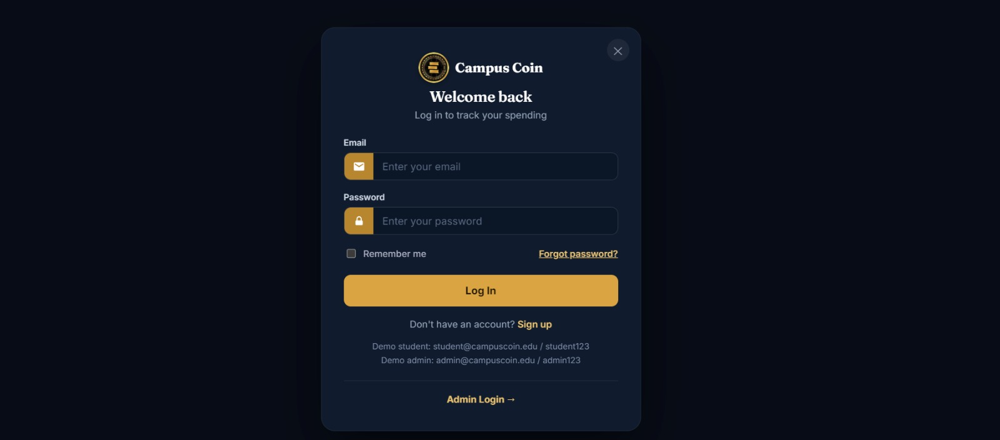 Campus Coin
Welcome back
Log in to track your spending
Email
Enter your email
Password
Enter your password
Remember me
Forgot password?
Log In
Don't have an account? Sign up
Demo student: student@campuscoin.edu / student123
Demo admin: admin@campuscoin.edu / admin123
Admin Login →